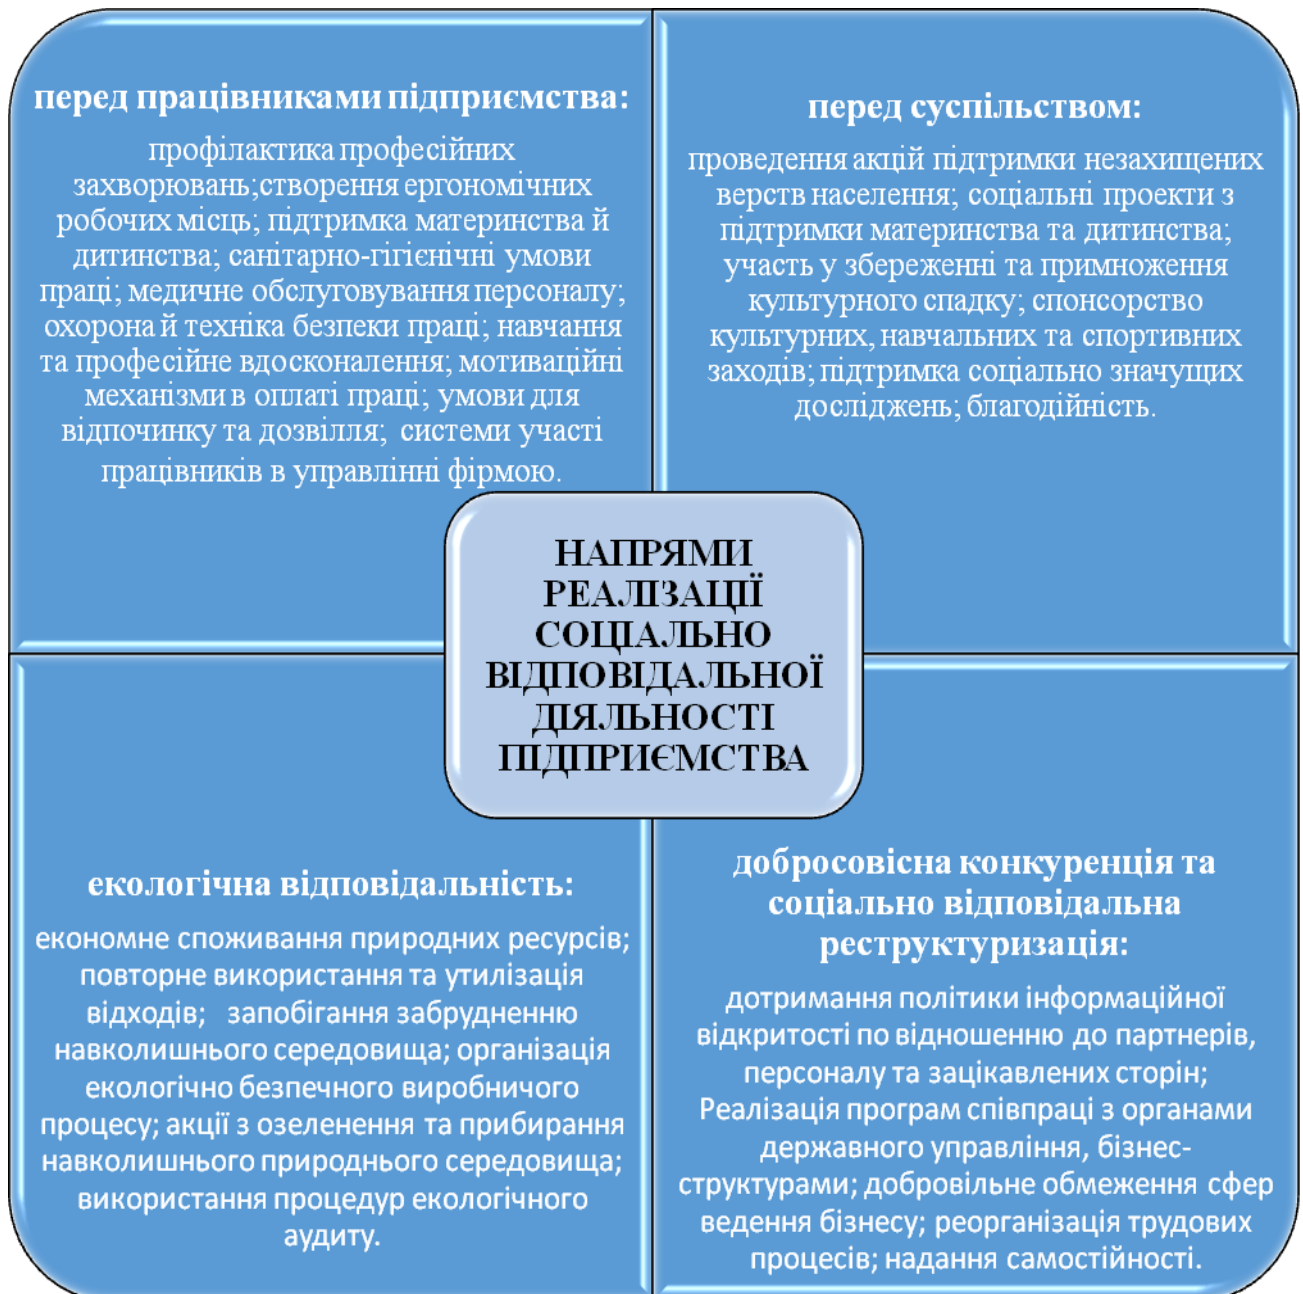 перед працівниками підприємства:
профілактика професійних
захворювань;створення ергономічних
робочих місць; підтримка материнства й
дитинства; санітарно-гігієнічні умови
праці; медичне обслуговування персоналу;
охорона й техніка безпеки праці; навчання
та професійне вдосконалення; мотиваційні
механізми в оплаті праці; умови для
відпочинку та дозвілля; системи участі
працівників в управлінні фірмою.
перед суспільством:
проведення акцій підтримки незахищених
верств населення; соціальні проекти з
підтримки материнства та дитинства;
участь у збереженні та примноження
культурного спадку; спонсорство
культурних, навчальних та спортивних
заходів; підтримка соціально значущих
досліджень; благодійність.
НАПРЯМИ
РЕАЛІЗАЦІЇ
СОЦІАЛЬНО
ВІДПОВІДАЛЬНОЇ
ДІЯЛЬНОСТІ
ПІДПРИЄМСТВА
екологічна відповідальність:
економне споживання природних ресурсів;
повторне використання та утилізація
відходів; запобігання забрудненню
навколишнього середовища; організація
екологічно безпечного виробничого
процесу; акції з озеленення та прибирання
навколишнього природнього середовища;
використання процедур екологічного
аудиту.
добросовісна конкуренція та
соціально відповідальна
реструктуризація:
дотримання політики інформаційної
відкритості по відношенню до партнерів,
персоналу та зацікавлених сторін;
Реалізація програм співпраці з органами
державного управління, бізнес-
структурами; добровільне обмеження сфер
ведення бізнесу; реорганізація трудових
процесів; надання самостійності.